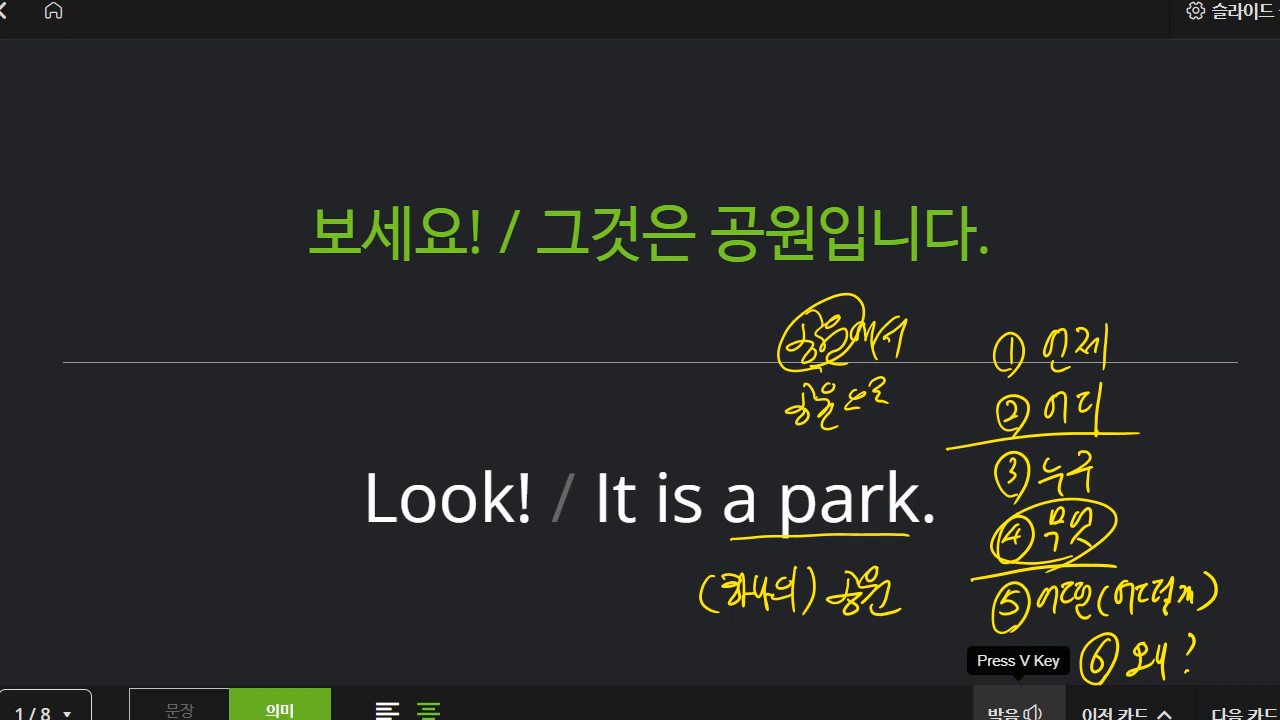 슬라이드
보세요! / 그것은 공원입니다.
공원에서
공원으로
① 언제
② 어디
③ 누구
④ 무엇
Look! / It is a park.
(하나의) 공원
⑤ 어떤 (어떻게)
⑥ 왜?
Press V Key
1 / 8
문장
의미
발음
이전 카드
다음 카드